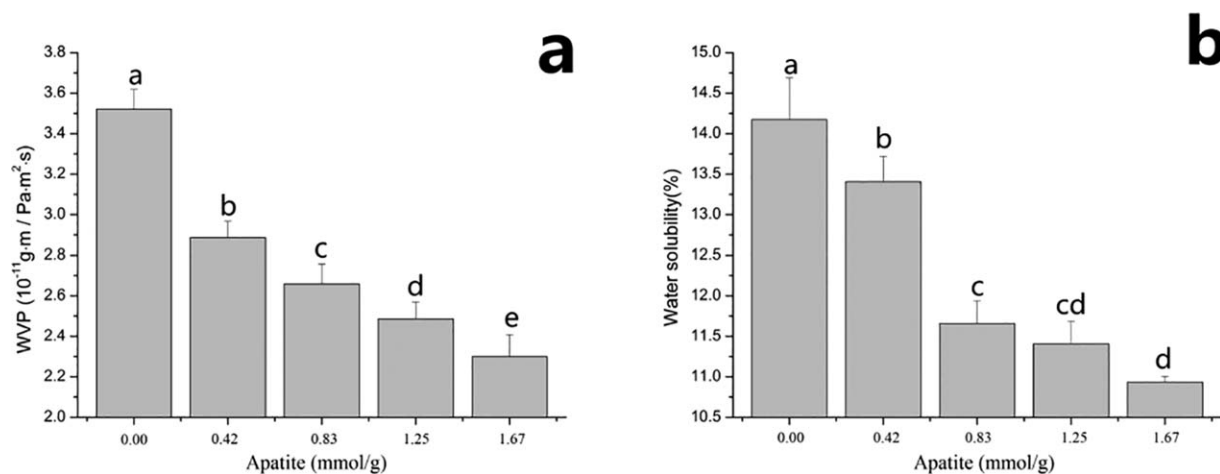 a
3.8
3.6
3.4
3.2
3.0
2.8
2.6
2.4
2.2
2.0
WVP (10⁻¹¹g·m / Pa·m²·s)
a
b
c
d
e
0.00 0.42 0.83 1.25 1.67
Apatite (mmol/g)
b
15.0
14.5
14.0
13.5
13.0
12.5
12.0
11.5
11.0
10.5
Water solubility(%)
a
b
c
cd
d
0.00 0.42 0.83 1.25 1.67
Apatite (mmol/g)